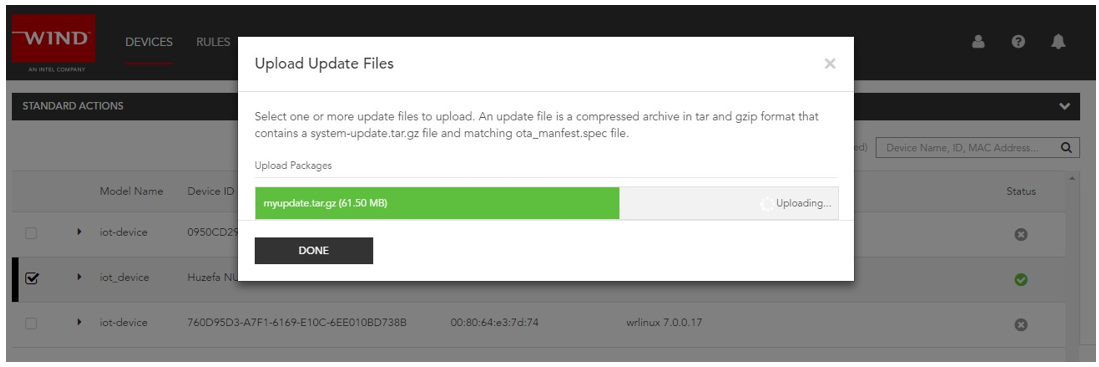 WIND
AN INTEL COMPANY
DEVICES RULES
Upload Update Files
STANDARD ACTIONS
Select one or more update files to upload. An update file is a compressed archive in tar and gzip format that
contains a system-update.tar.gz file and matching ota_manfest.spec file.
Device Name, ID, MAC Address...
Upload Packages
Model Name Device ID Status
myupdate.tar.gz (61.50 MB) Uploading...
iot-device 0950CD29
DONE
iot_device Huzefa NU
iot-device 760D95D3-A7F1-6169-E10C-6EE010BD738B 00:80:64:e3:7d:74 wrlinux 7.0.0.17